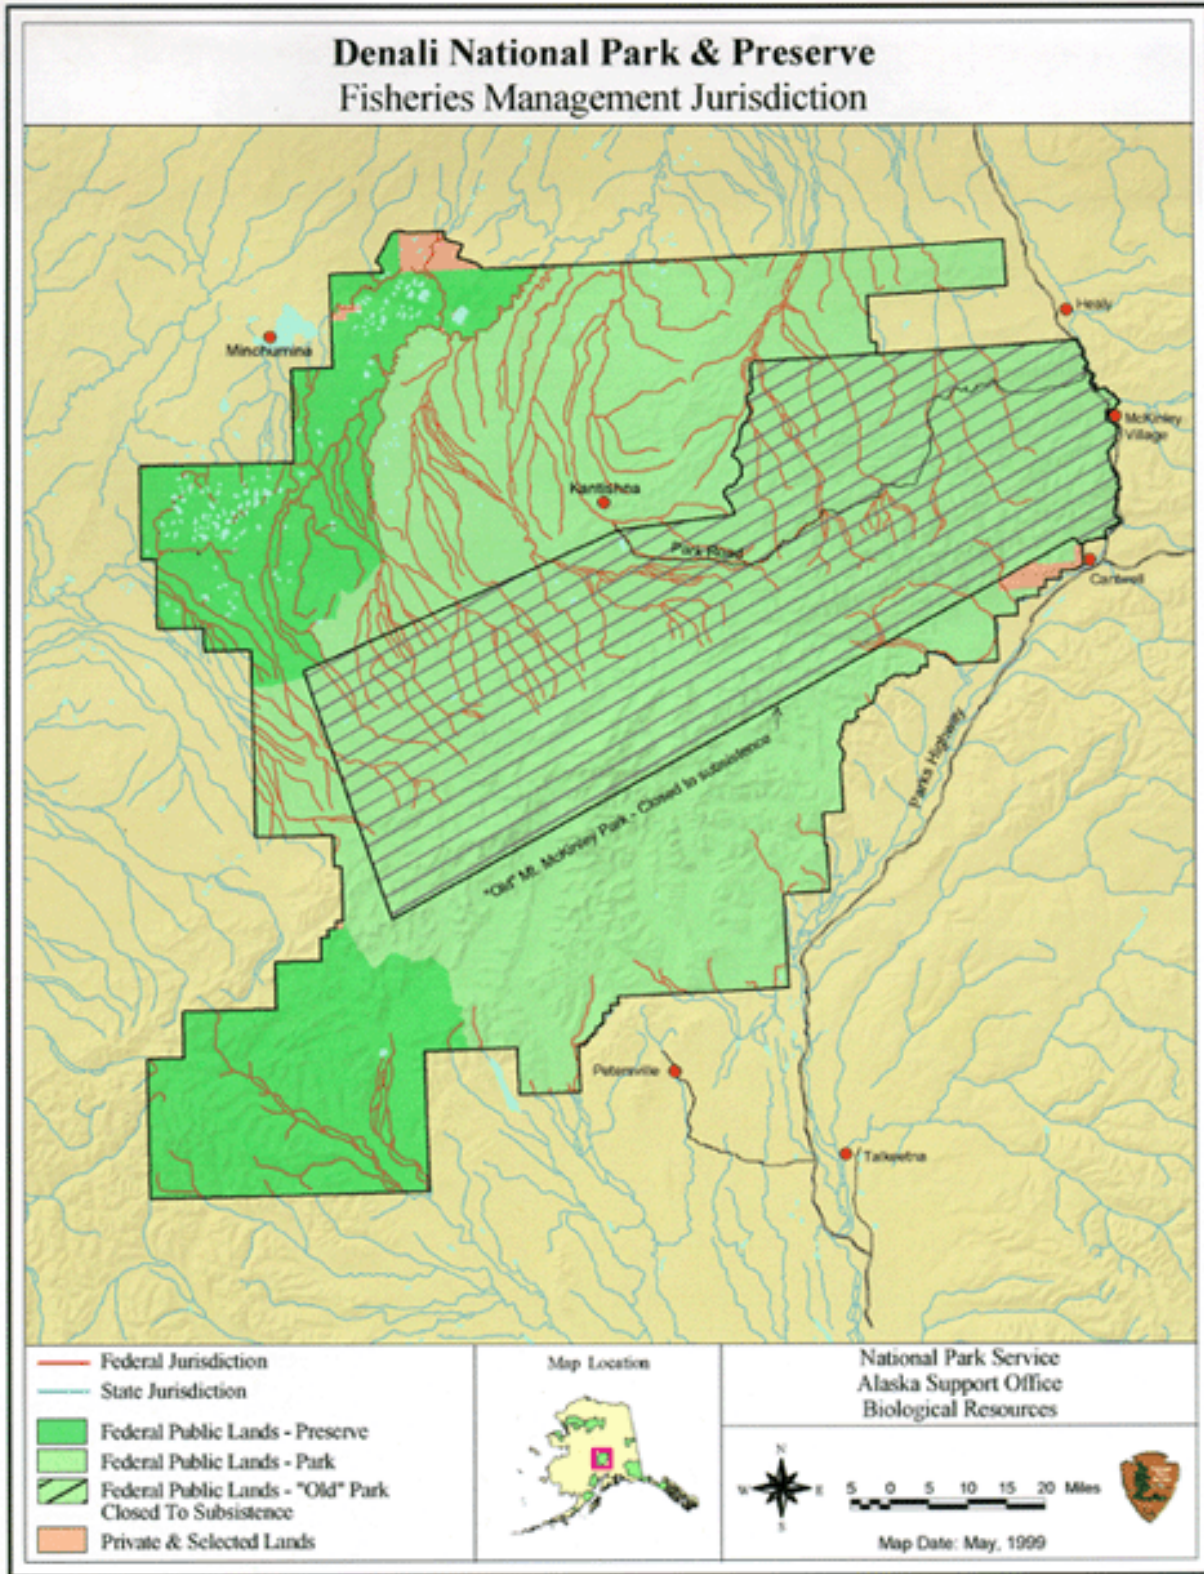 Denali National Park & Preserve
Fisheries Management Jurisdiction
Healy
Minchumina
McKinley
Village
Kantishna
Park Road
Cantwell
Parks Highway
"Old" Mt. McKinley Park - Closed to subsistence
Petersville
Talkeetna
Federal Jurisdiction
State Jurisdiction
Federal Public Lands - Preserve
Federal Public Lands - Park
Federal Public Lands - "Old" Park
Closed To Subsistence
Private & Selected Lands
Map Location
National Park Service
Alaska Support Office
Biological Resources
N
W E
S
5 0 5 10 15 20 Miles
Map Date: May, 1999